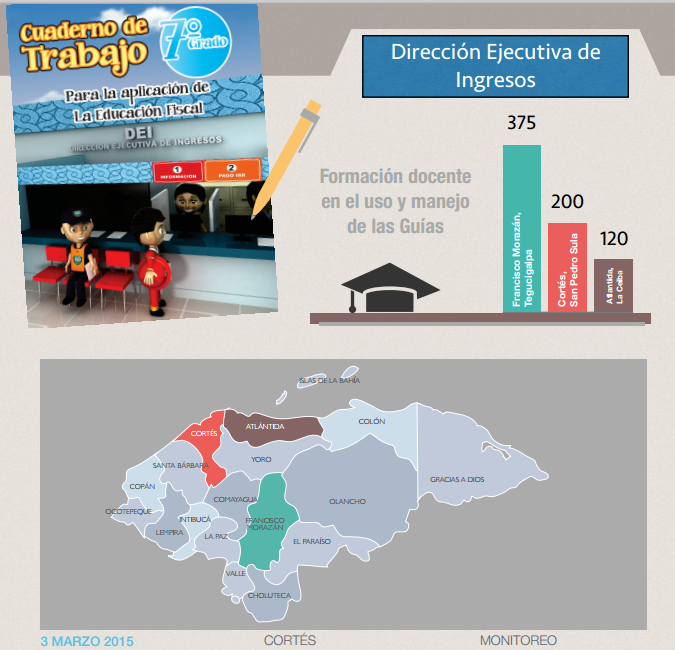 Cuaderno de
Trabajo
7º
Grado
Para la aplicación de
La Educación Fiscal
DEI
DIRECCIÓN EJECUTIVA DE INGRESOS
1
INFORMACIÓN
2
PAGO ISR
Dirección Ejecutiva de
Ingresos
Formación docente
en el uso y manejo
de las Guías
375
200
120
Francisco Morazán,
Tegucigalpa
Cortés,
San Pedro Sula
Atlántida,
La Ceiba
ISLAS DE LA BAHÍA
CORTÉS
ATLÁNTIDA
COLÓN
YORO
SANTA BÁRBARA
COPÁN
GRACIAS A DIOS
OCOTEPEQUE
COMAYAGUA
OLANCHO
INTIBUCÁ
FRANCISCO
MORAZÁN
LEMPIRA
LA PAZ
EL PARAÍSO
VALLE
CHOLUTECA
3 MARZO 2015
CORTÉS
MONITOREO